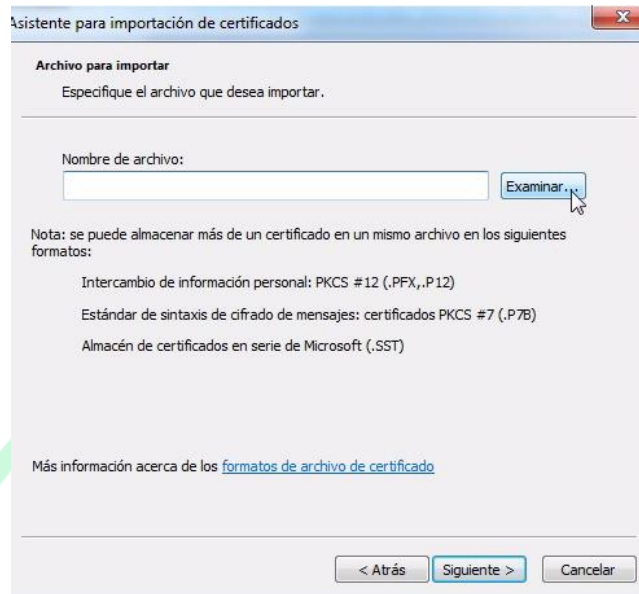 Asistente para importación de certificados
Archivo para importar
Especifique el archivo que desea importar.
Nombre de archivo:
Examinar...
Nota: se puede almacenar más de un certificado en un mismo archivo en los siguientes
formatos:
Intercambio de información personal: PKCS #12 (.PFX,.P12)
Estándar de sintaxis de cifrado de mensajes: certificados PKCS #7 (.P7B)
Almacén de certificados en serie de Microsoft (.SST)
Más información acerca de los formatos de archivo de certificado
< Atrás Siguiente > Cancelar